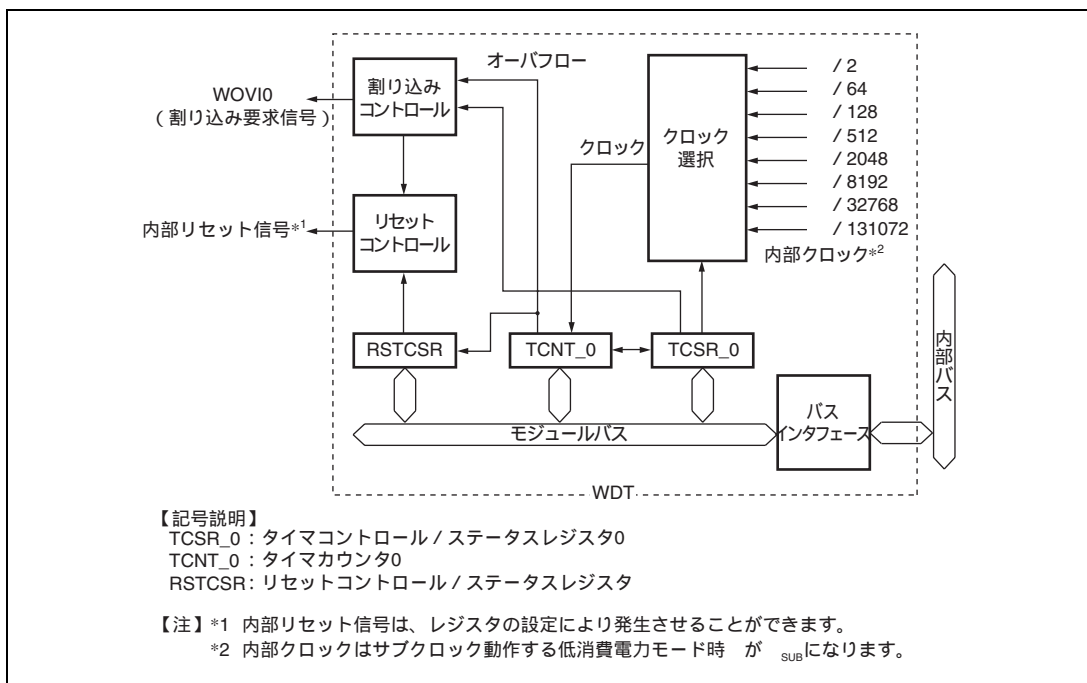 オーバフロー
割り込み
コントロール
WOVI0
(割り込み要求信号)
リセット
コントロール
内部リセット信号*1
クロック
クロック
選択
/ 2
/ 64
/ 128
/ 512
/ 2048
/ 8192
/ 32768
/ 131072
内部クロック*2
RSTCSR
TCNT_0
TCSR_0
モジュールバス
バス
インタフェース
内部バス
WDT
【記号説明】
TCSR_0 : タイマコントロール / ステータスレジスタ0
TCNT_0 : タイマカウンタ0
RSTCSR : リセットコントロール / ステータスレジスタ
【注】*1 内部リセット信号は、レジスタの設定により発生させることができます。
*2 内部クロックはサブクロック動作する低消費電力モード時 が SUBになります。